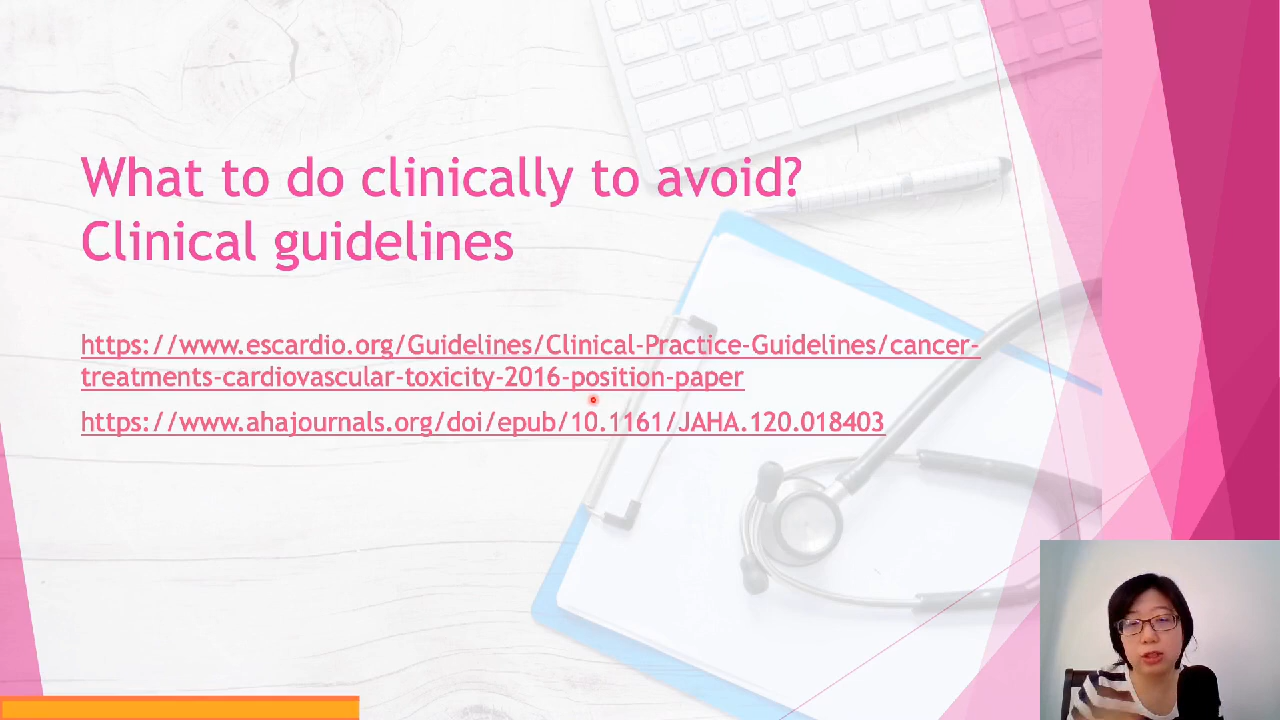 What to do clinically to avoid?
Clinical guidelines
https://www.escardio.org/Guidelines/Clinical-Practice-Guidelines/cancer-
treatments-cardiovascular-toxicity-2016-position-paper
https://www.ahajournals.org/doi/epub/10.1161/JAHA.120.018403